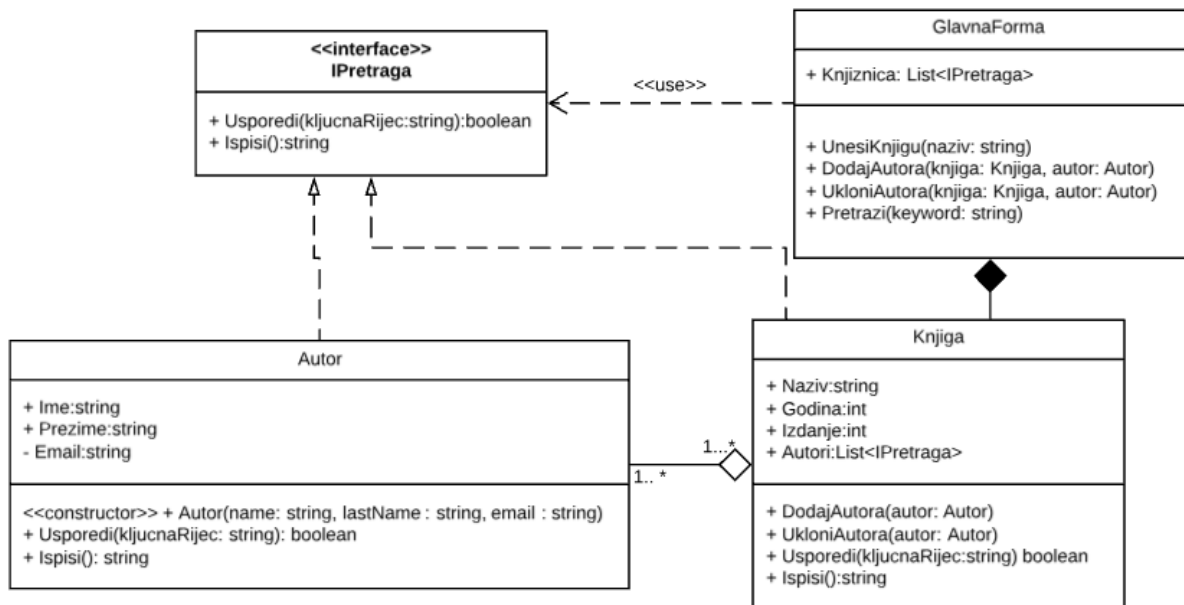 <<interface>>
IPretraga
+ Usporedi(kljucnaRijec:string):boolean
+ Ispisi():string
<<use>>
GlavnaForma
+ Knjiznica: List<IPretraga>
+ UnesiKnjigu(naziv: string)
+ DodajAutora(knjiga: Knjiga, autor: Autor)
+ UkloniAutora(knjiga: Knjiga, autor: Autor)
+ Pretrazi(keyword: string)
Autor
+ Ime:string
+ Prezime:string
- Email:string
<<constructor>> + Autor(name: string, lastName : string, email : string)
+ Usporedi(kljucnaRijec: string): boolean
+ Ispisi(): string
1...*
1.. *
Knjiga
+ Naziv:string
+ Godina:int
+ Izdanje:int
+ Autori:List<IPretraga>
+ DodajAutora(autor: Autor)
+ UkloniAutora(autor: Autor)
+ Usporedi(kljucnaRijec:string) boolean
+ Ispisi():string